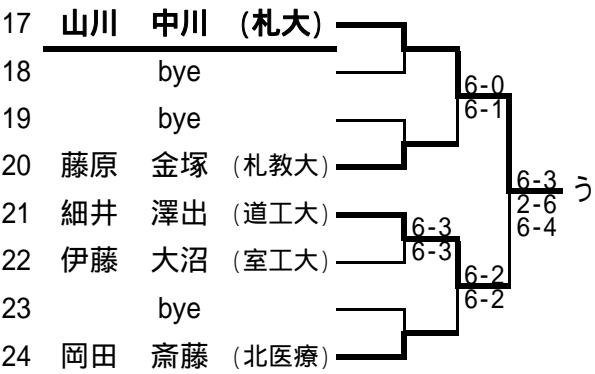 17 山川 中川 (札大)
18 bye
19 bye
20 藤原 金塚 (札教大)
21 細井 澤出 (道工大)
22 伊藤 大沼 (室工大)
23 bye
24 岡田 斎藤 (北医療)
6-0
6-1
6-3
6-3
6-2
6-2
6-3
2-6
6-4
う